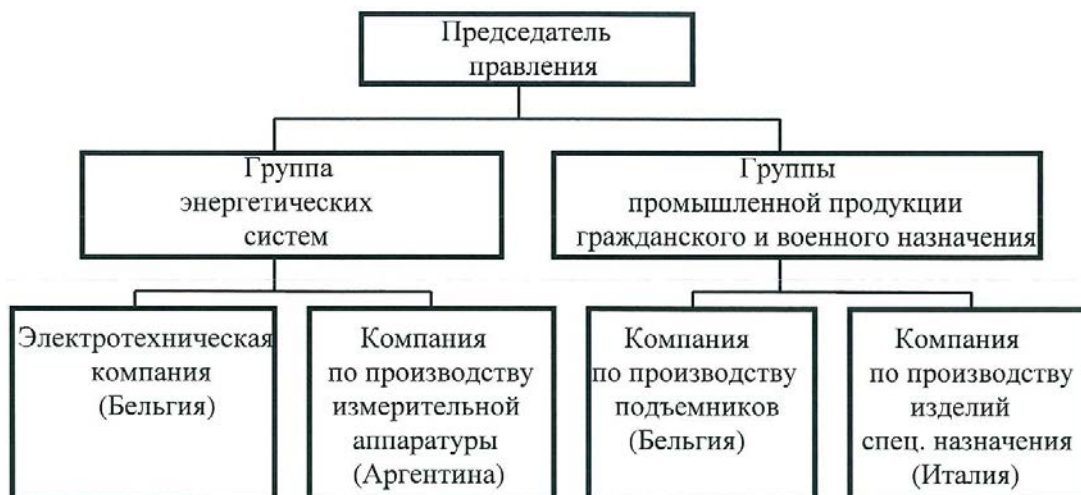 Председатель
правления
Группа
энергетических
систем
Группы
промышленной продукции
гражданского и военного назначения
Электротехническая
компания
(Бельгия)
Компания
по производству
измерительной
аппаратуры
(Аргентина)
Компания
по производству
подъемников
(Бельгия)
Компания
по производству
изделий
спец. назначения
(Италия)